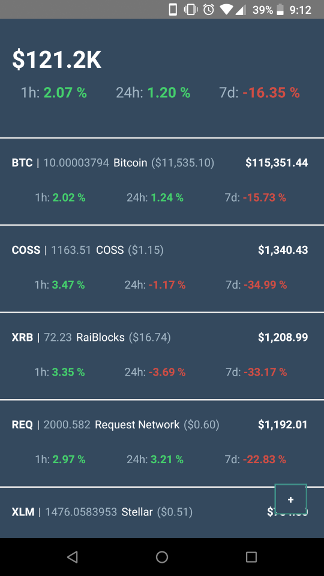 39% 9:12
$121.2K
1h: 2.07 % 24h: 1.20 % 7d: -16.35 %
BTC | 10.00003794 Bitcoin ($11,535.10) $115,351.44
1h: 2.02 % 24h: 1.24 % 7d: -15.73 %
COSS | 1163.51 COSS ($1.15) $1,340.43
1h: 3.47 % 24h: -1.17 % 7d: -34.99 %
XRB | 72.23 RaiBlocks ($16.74) $1,208.99
1h: 3.35 % 24h: -3.69 % 7d: -33.17 %
REQ | 2000.582 Request Network ($0.60) $1,192.01
1h: 2.97 % 24h: 3.21 % 7d: -22.83 %
+
XLM | 1476.0583953 Stellar ($0.51)